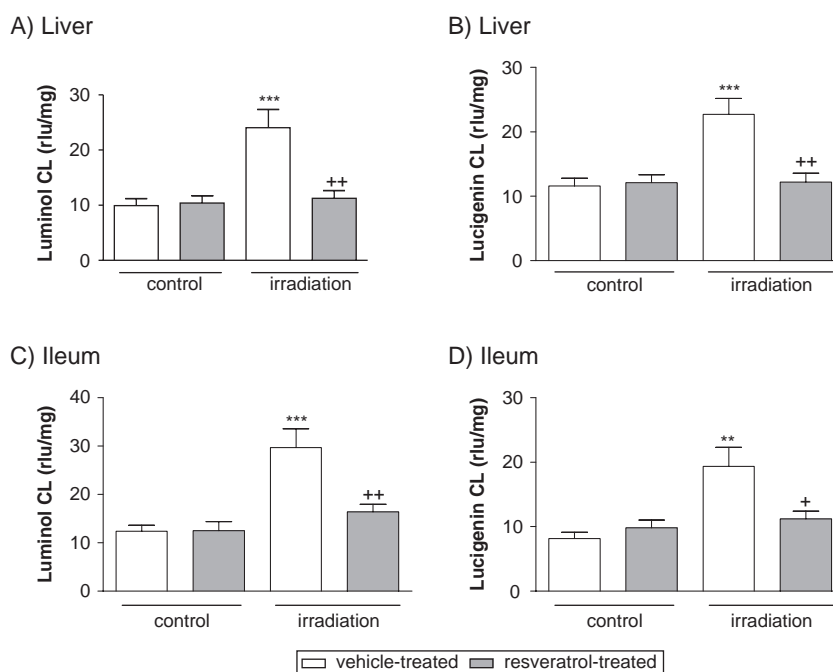 A) Liver
Luminol CL (rlu/mg)
30
20
10
0
***
++
control
irradiation
B) Liver
Lucigenin CL (rlu/mg)
30
20
10
0
***
++
control
irradiation
C) Ileum
Luminol CL (rlu/mg)
40
30
20
10
0
***
++
control
irradiation
D) Ileum
Lucigenin CL (rlu/mg)
30
20
10
0
**
+
control
irradiation
vehicle-treated
resveratrol-treated